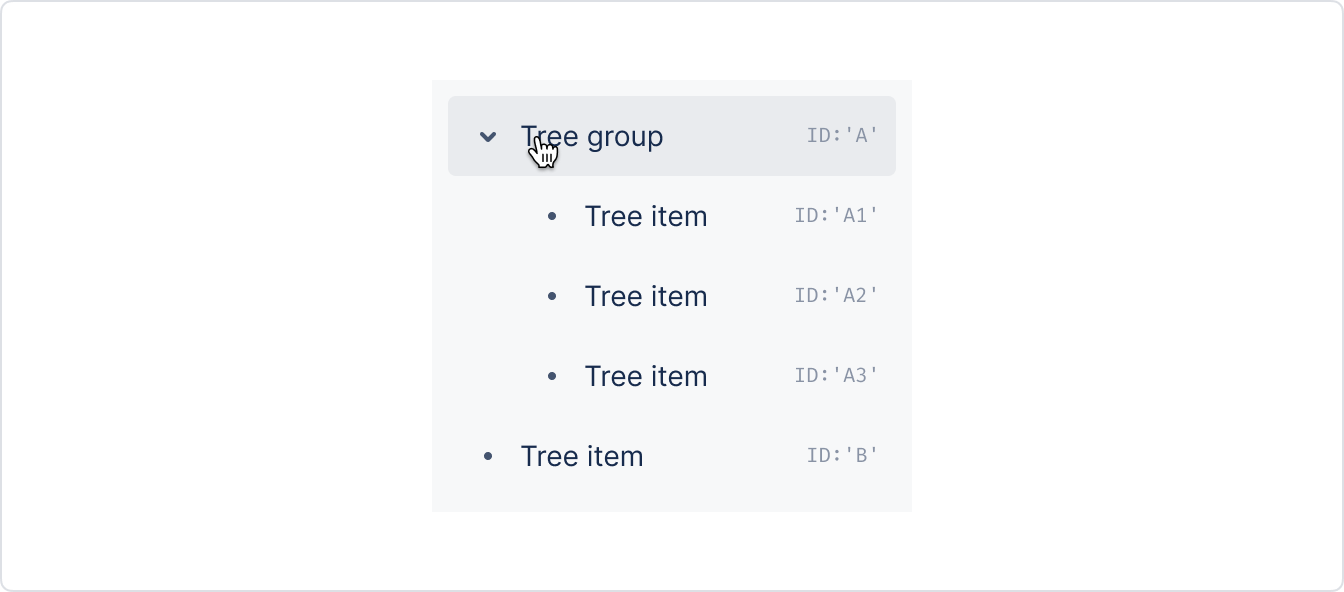 Tree group ID:'A'
Tree item ID:'A1'
Tree item ID:'A2'
Tree item ID:'A3'
Tree item ID:'B'